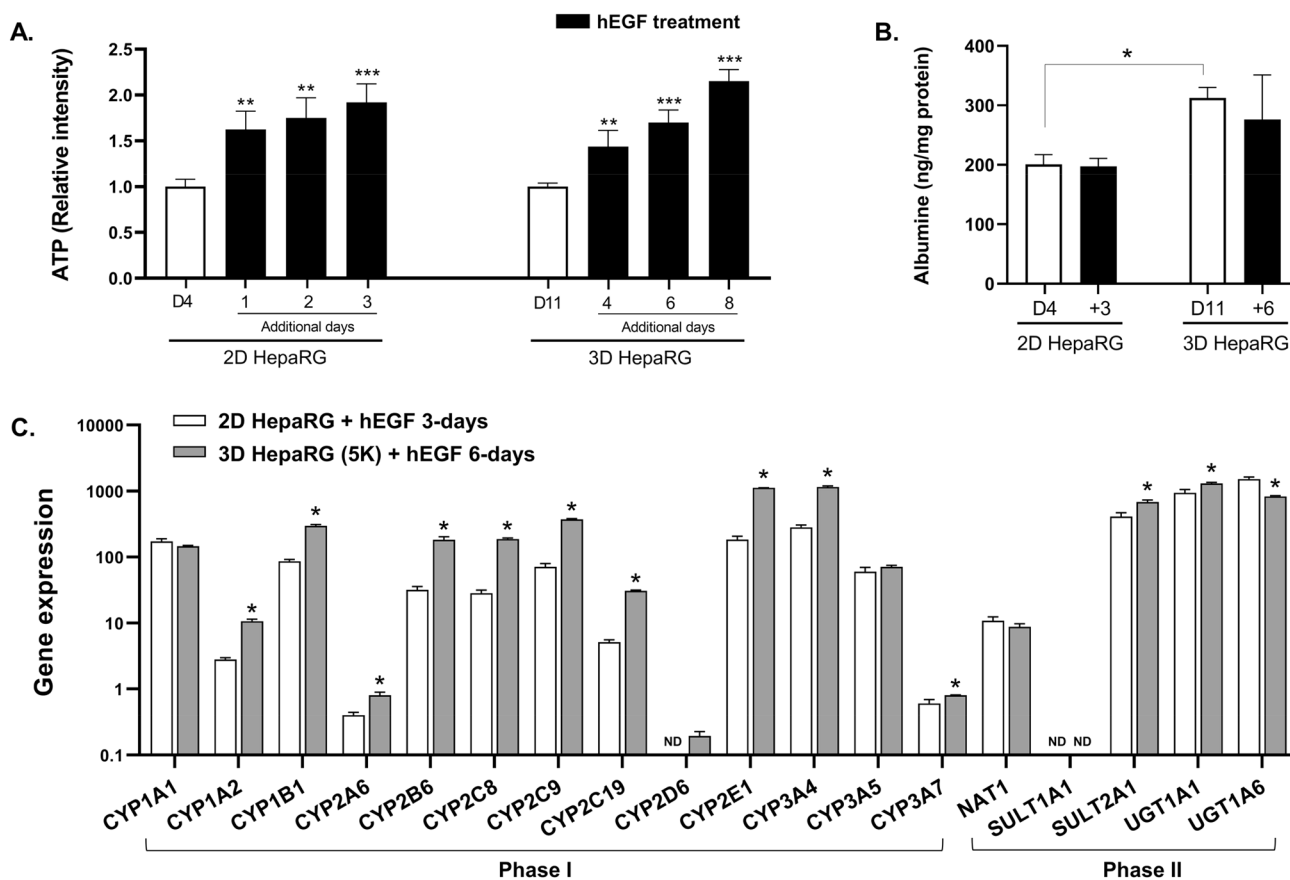 A.
hEGF treatment
ATP (Relative intensity)
2.5
2.0
1.5
1.0
0.5
0.0
** ** *** ** *** ***
D4 1 2 3 D11 4 6 8
Additional days Additional days
2D HepaRG 3D HepaRG
B.
Albumine (ng/mg protein)
400
300
200
100
0
*
D4 +3 D11 +6
2D HepaRG 3D HepaRG
C.
2D HepaRG + hEGF 3-days
3D HepaRG (5K) + hEGF 6-days
Gene expression
10000
1000
100
10
1
0.1
* * * * * * * * * * * * *
ND ND ND
CYP1A1 CYP1A2 CYP1B1 CYP2A6 CYP2B6 CYP2C8 CYP2C9 CYP2C19 CYP2D6 CYP2E1 CYP3A4 CYP3A5 CYP3A7 NAT1 SULT1A1 SULT2A1 UGT1A1 UGT1A6
Phase I Phase II